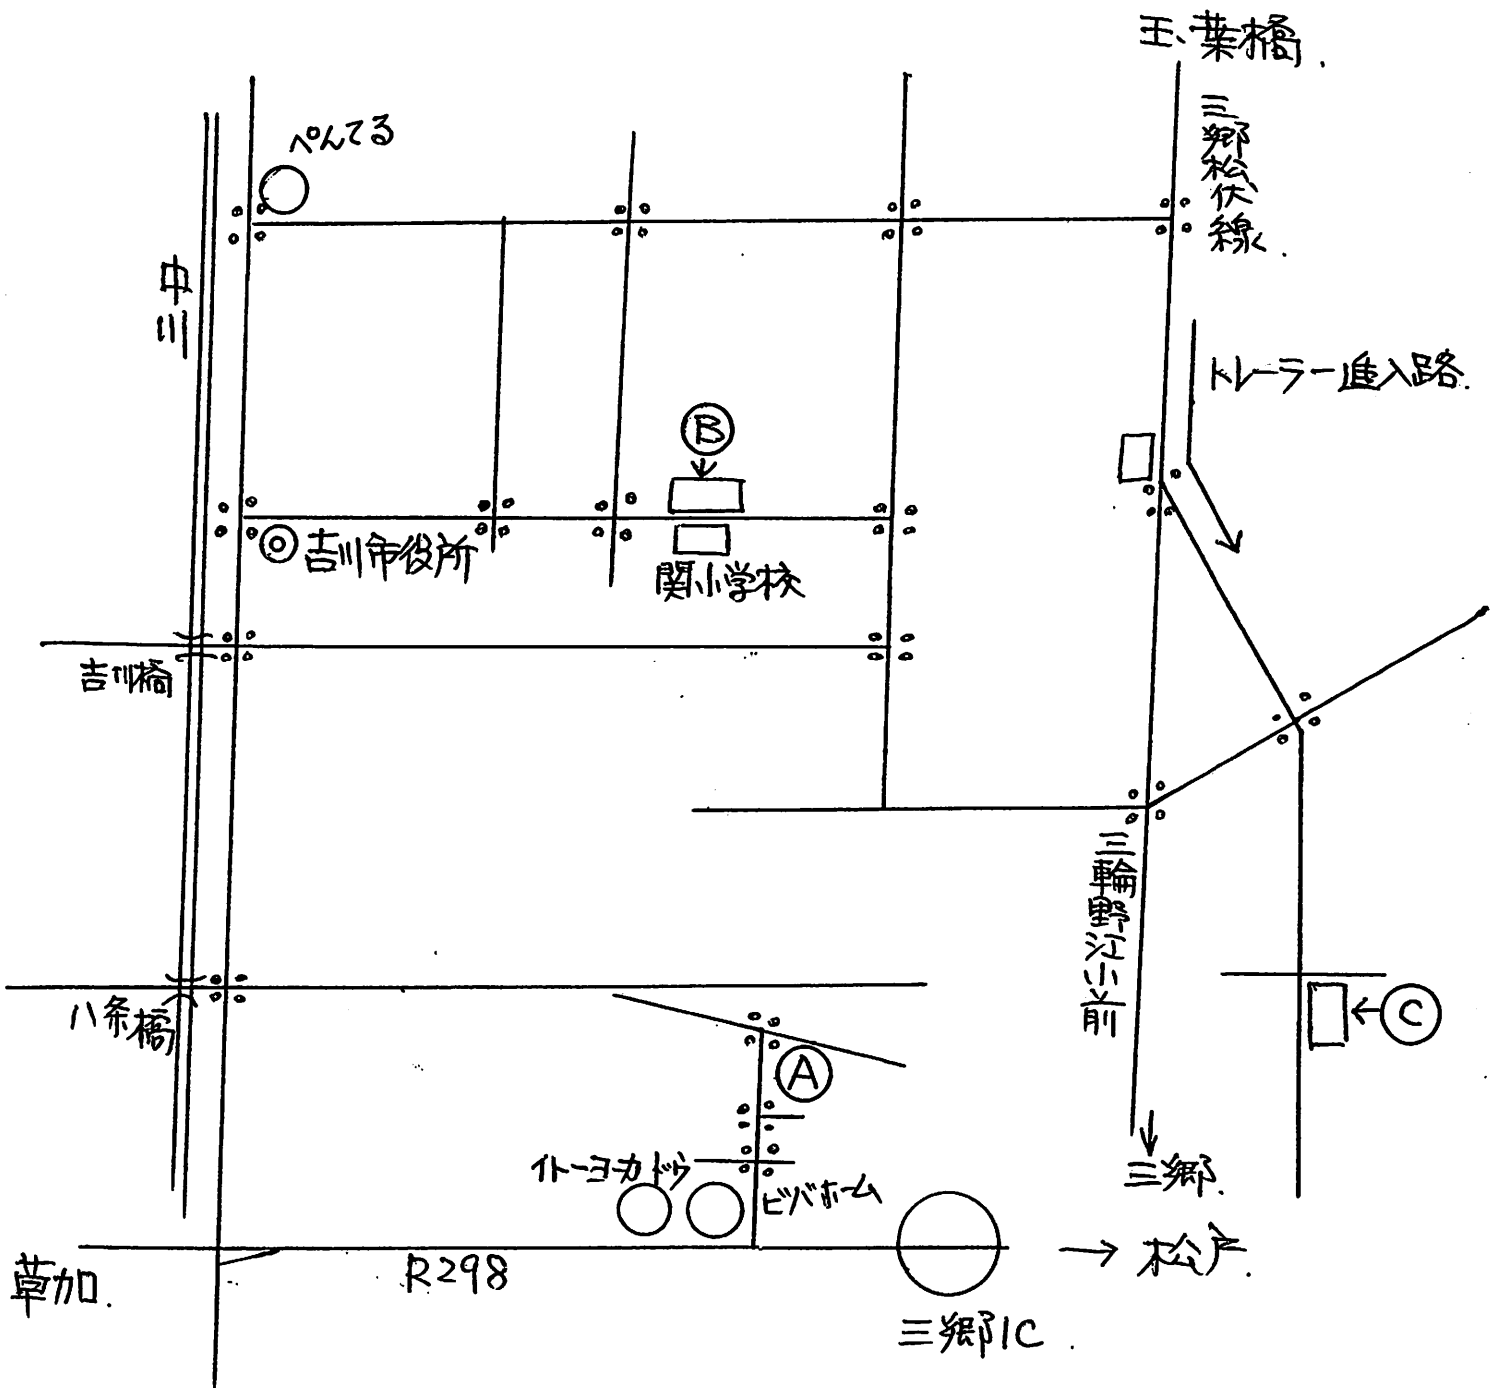 玉葉橋.
三郷松伏線.
ぺんてる
中川
トレーラー進入路.
B
吉川市役所
関小学校
吉川橋
三輪野江小前
八条橋
C
A
イトーヨーカドウ
ビバホーム
三郷.
R298
→ 松戸.
草加.
三郷IC.